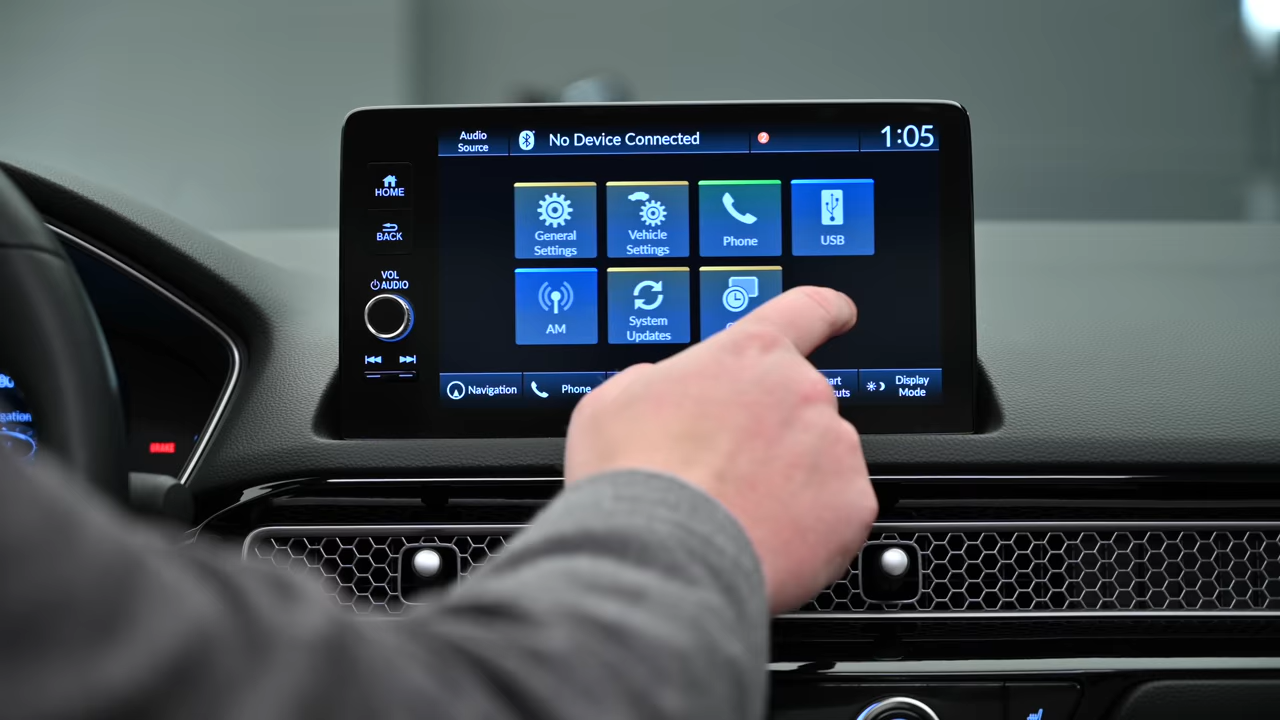 Audio
Source
No Device Connected
2
1:05
HOME
BACK
VOL
AUDIO
General
Settings
Vehicle
Settings
Phone
USB
AM
System
Updates
Navigation
Phone
Display
Mode
BRAKE